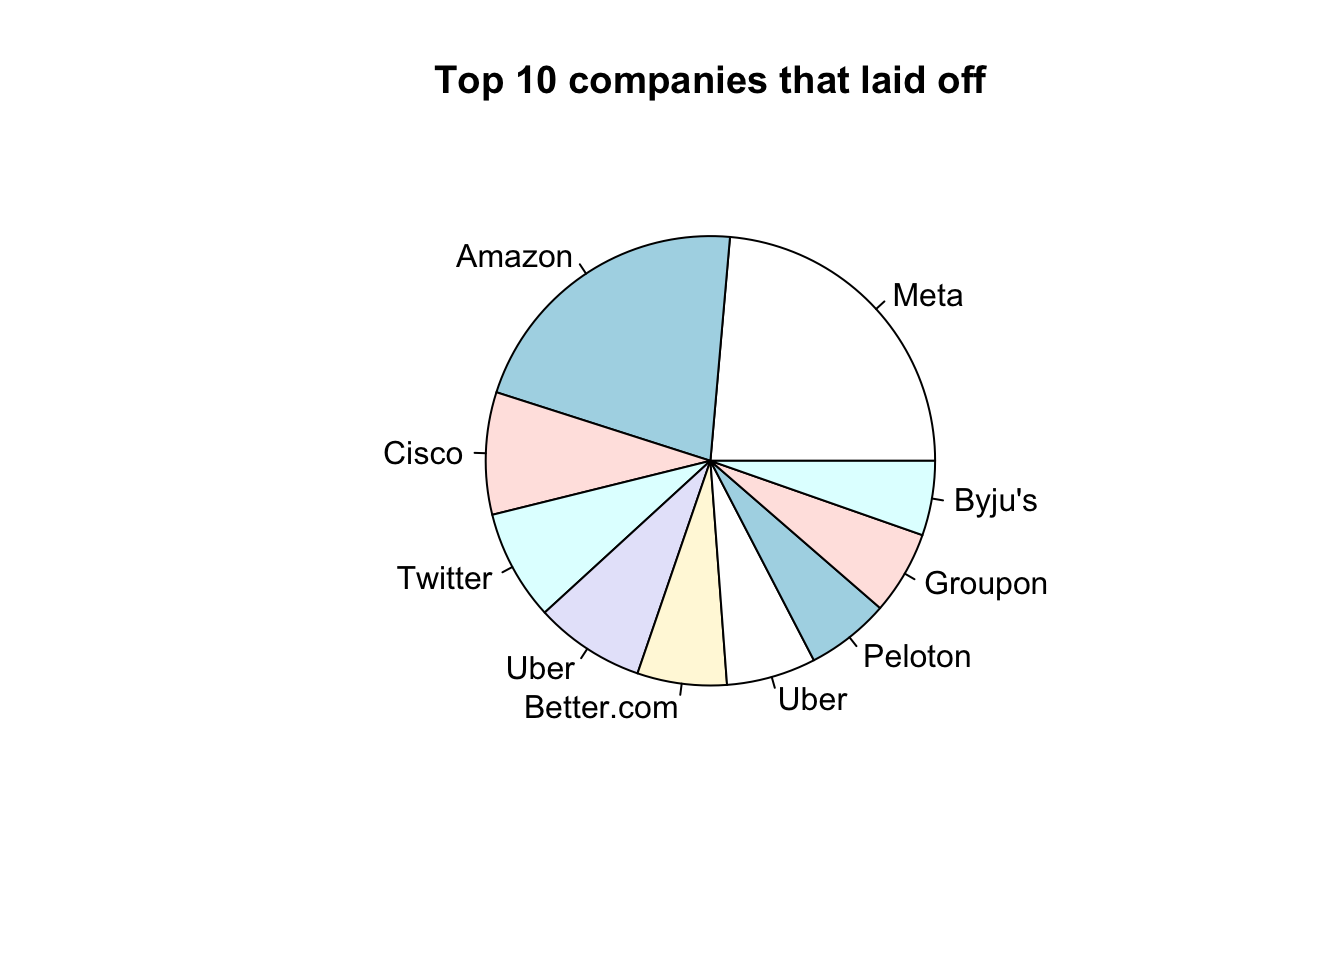 Top 10 companies that laid off
Amazon
Meta
Cisco
Byju's
Twitter
Groupon
Uber
Peloton
Better.com
Uber